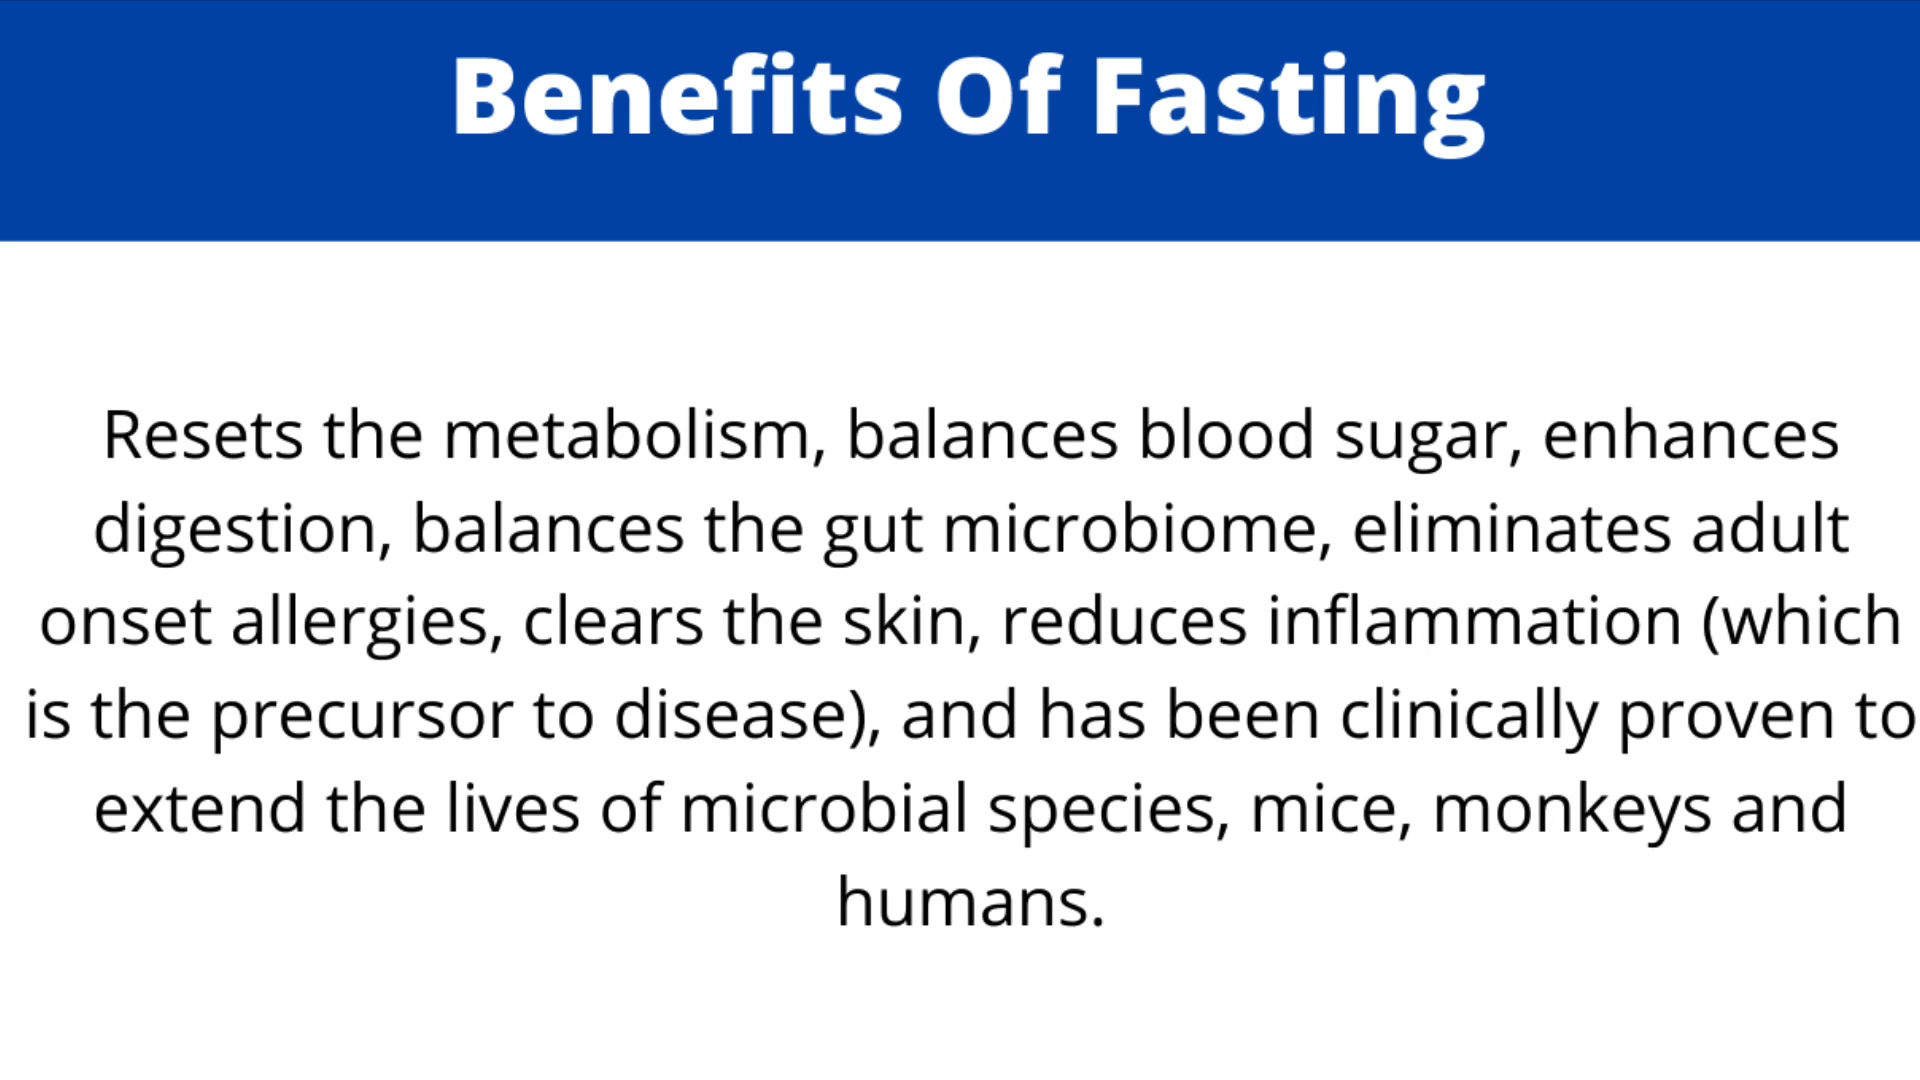 Benefits Of Fasting
Resets the metabolism, balances blood sugar, enhances
digestion, balances the gut microbiome, eliminates adult
onset allergies, clears the skin, reduces inflammation (which
is the precursor to disease), and has been clinically proven to
extend the lives of microbial species, mice, monkeys and
humans.